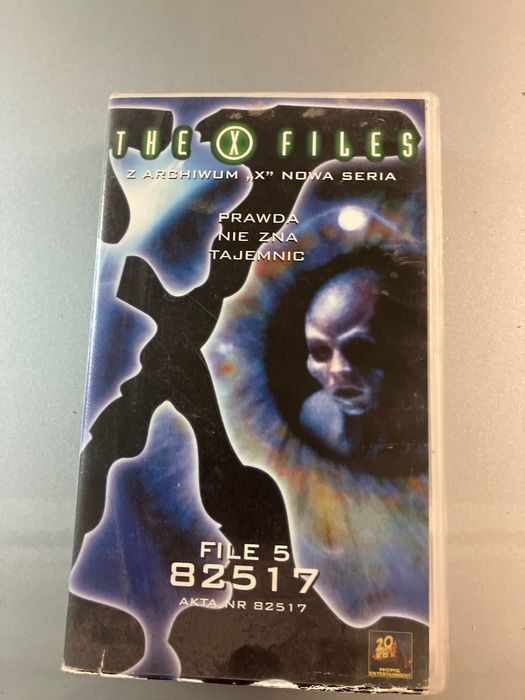 THE X FILES
Z ARCHIWUM „X” NOWA SERIA
PRAWDA
NIE ZNA
TAJEMNIC
FILE 5
82517
AKTA NR 82517
20
FOX
HOME
ENTERTAINMENT